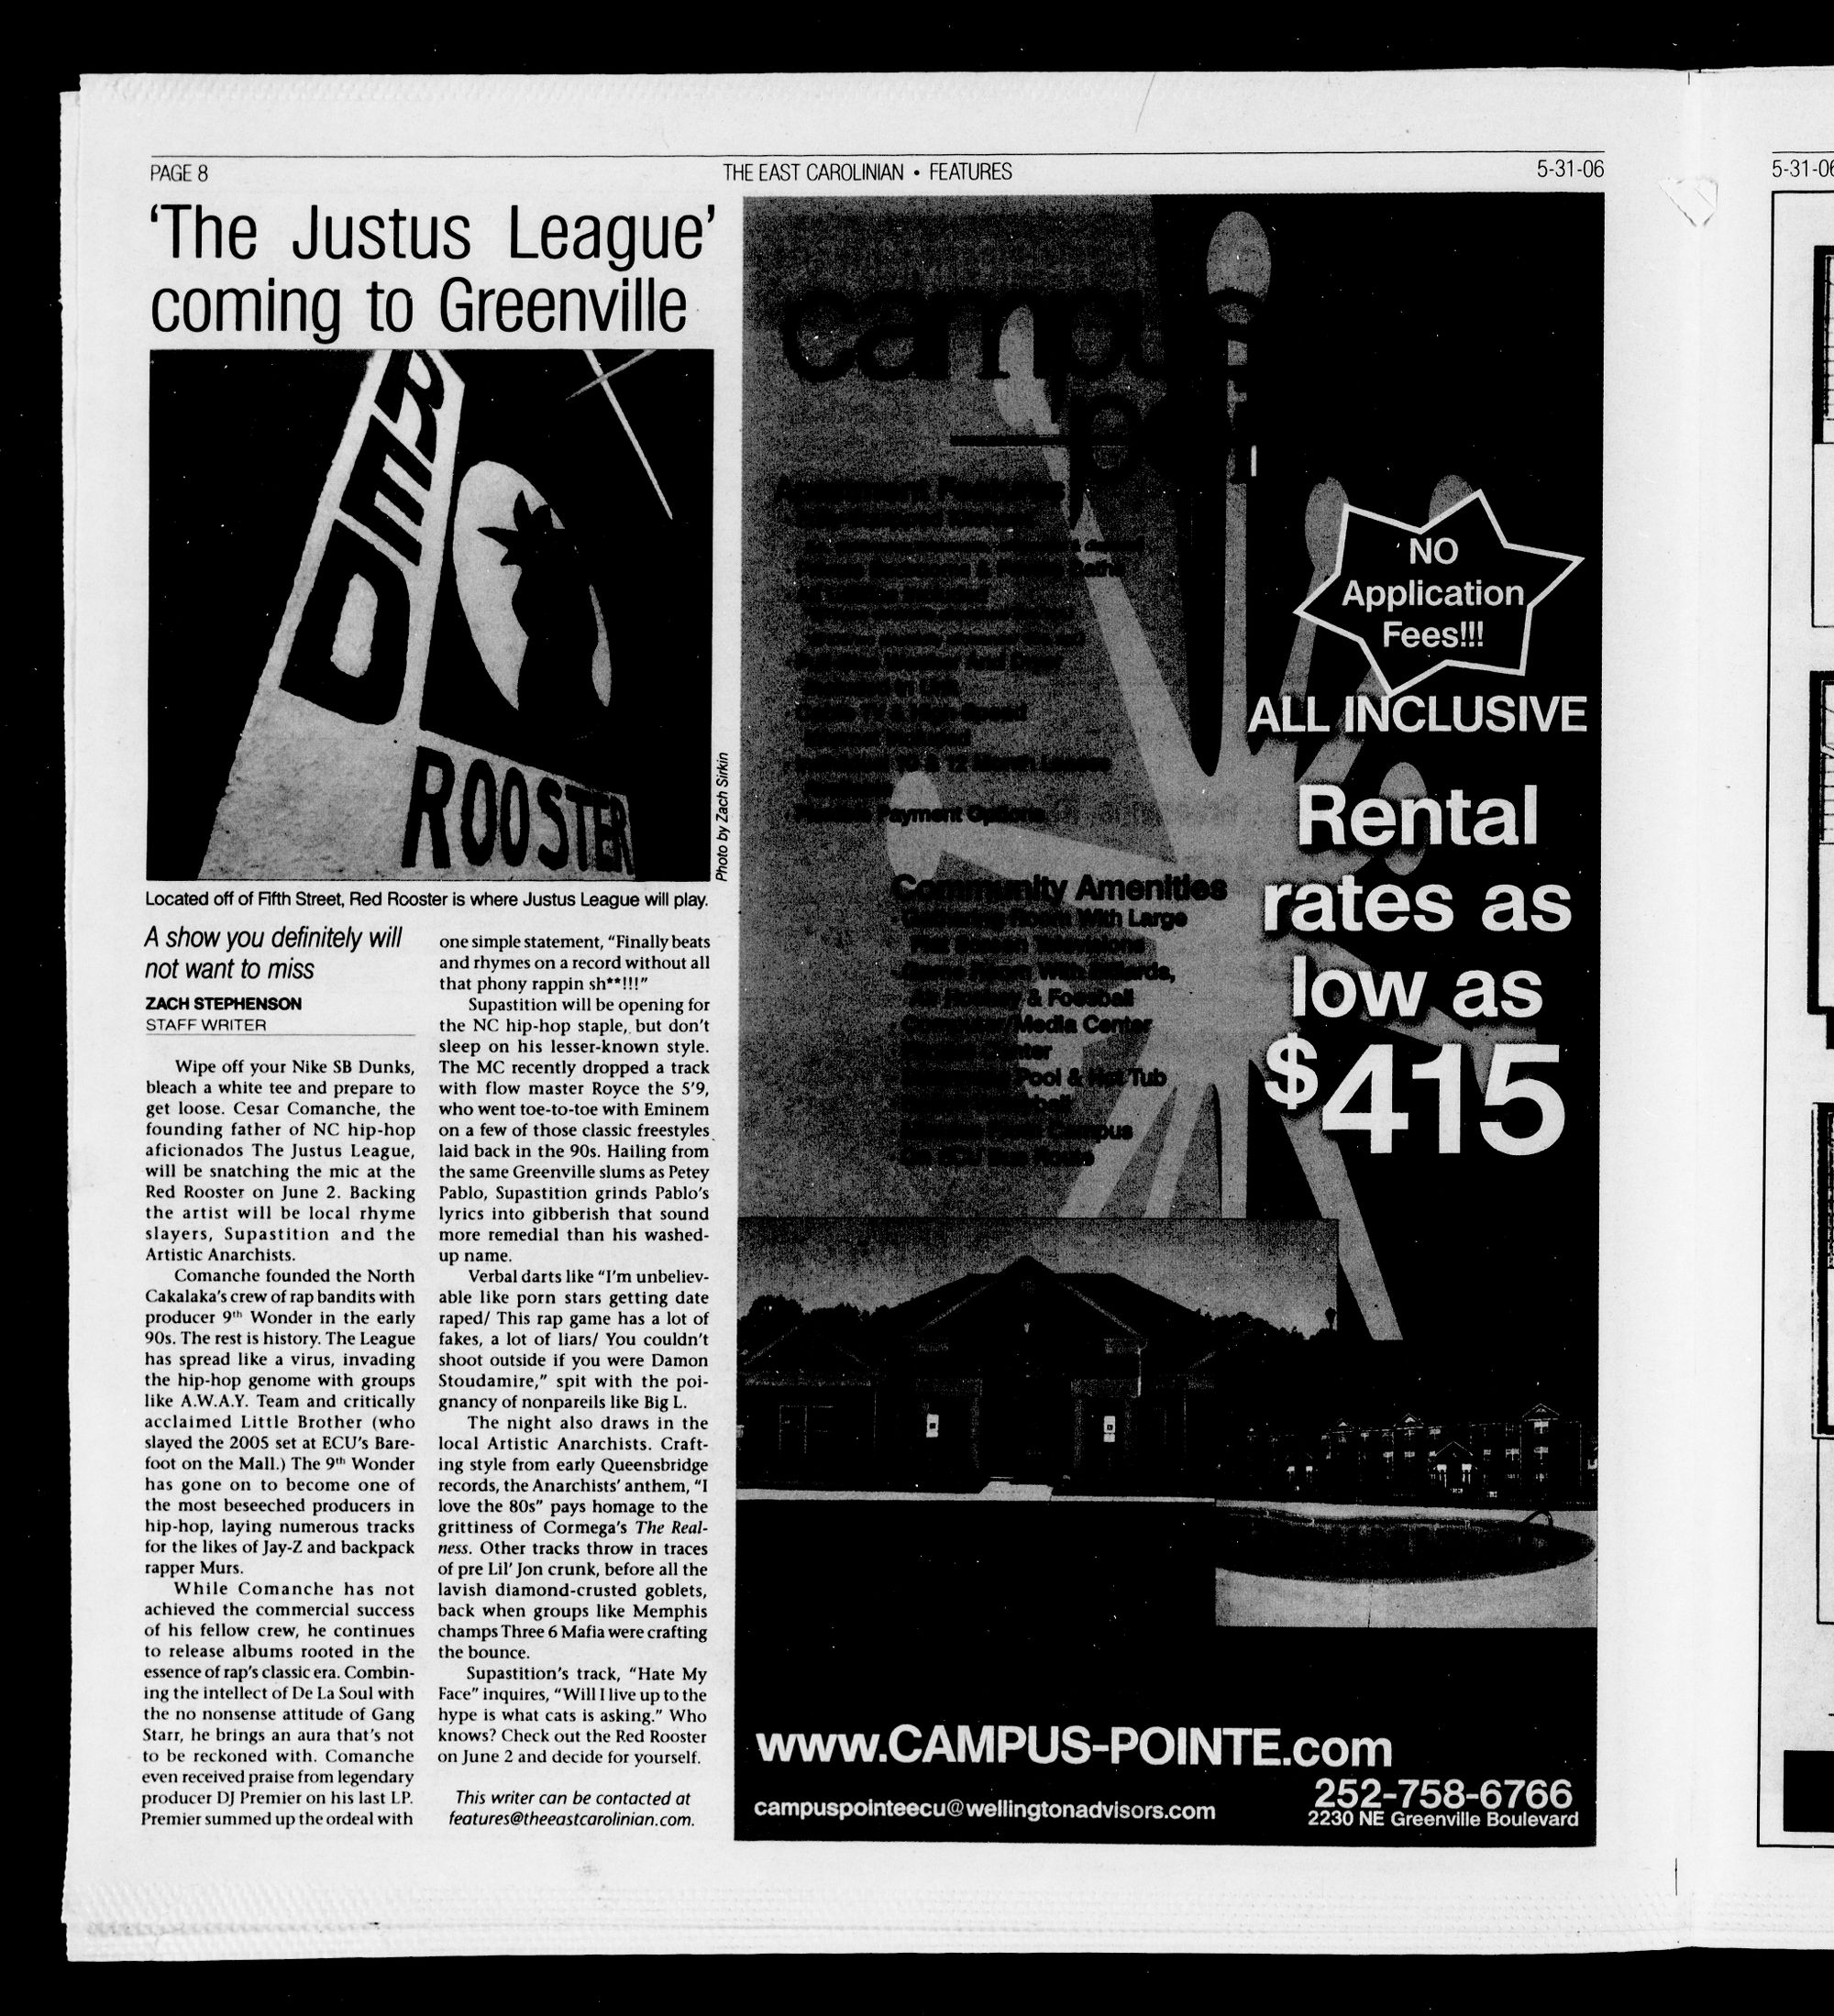 PAGE 8
THE EAST CAROLINIAN • FEATURES
5-31-06
'The Justus League'
coming to Greenville
ROOSTER
Photo by Zach Sirkin
Located off of Fifth Street, Red Rooster is where Justus League will play.
A show you definitely will
not want to miss
ZACH STEPHENSON
STAFF WRITER
Wipe off your Nike SB Dunks,
bleach a white tee and prepare to
get loose. Cesar Comanche, the
founding father of NC hip-hop
aficionados The Justus League,
will be snatching the mic at the
Red Rooster on June 2. Backing
the artist will be local rhyme
slayers, Supastition and the
Artistic Anarchists.
Comanche founded the North
Cakalaka's crew of rap bandits with
producer 9th Wonder in the early
90s. The rest is history. The League
has spread like a virus, invading
the hip-hop genome with groups
like A.W.A.Y. Team and critically
acclaimed Little Brother (who
slayed the 2005 set at ECU's Bare-
foot on the Mall.) The 9th Wonder
has gone on to become one of
the most beseeched producers in
hip-hop, laying numerous tracks
for the likes of Jay-Z and backpack
rapper Murs.
While Comanche has not
achieved the commercial success
of his fellow crew, he continues
to release albums rooted in the
essence of rap's classic era. Combin-
ing the intellect of De La Soul with
the no nonsense attitude of Gang
Starr, he brings an aura that's not
to be reckoned with. Comanche
even received praise from legendary
producer DJ Premier on his last LP.
Premier summed up the ordeal with
one simple statement, "Finally beats
and rhymes on a record without all
that phony rappin sh**!!!"
Supastition will be opening for
the NC hip-hop staple, but don't
sleep on his lesser-known style.
The MC recently dropped a track
with flow master Royce the 5'9,
who went toe-to-toe with Eminem
on a few of those classic freestyles
laid back in the 90s. Hailing from
the same Greenville slums as Petey
Pablo, Supastition grinds Pablo's
lyrics into gibberish that sound
more remedial than his washed-
up name.
Verbal darts like "I'm unbeliev-
able like porn stars getting date
raped/ This rap game has a lot of
fakes, a lot of liars/ You couldn't
shoot outside if you were Damon
Stoudamire," spit with the poi-
gnancy of nonpareils like Big L.
The night also draws in the
local Artistic Anarchists. Craft-
ing style from early Queensbridge
records, the Anarchists' anthem, "I
love the 80s" pays homage to the
grittiness of Cormega's The Real-
ness. Other tracks throw in traces
of pre Lil' Jon crunk, before all the
lavish diamond-crusted goblets,
back when groups like Memphis
champs Three 6 Mafia were crafting
the bounce.
Supastition's track, "Hate My
Face" inquires, "Will I live up to the
hype is what cats is asking." Who
knows? Check out the Red Rooster
on June 2 and decide for yourself.
This writer can be contacted at
features@theeastcarolinian.com.
NO
Application
Fees!!!
ALL INCLUSIVE
Rental
rates as
low as
$415
Payment Options
Community Amenities
With Large
& Foosball
Media Center
Pool & Hot Tub
www.CAMPUS-POINTE.com
252-758-6766
campuspointeecu@wellingtonadvisors.com
2230 NE Greenville Boulevard